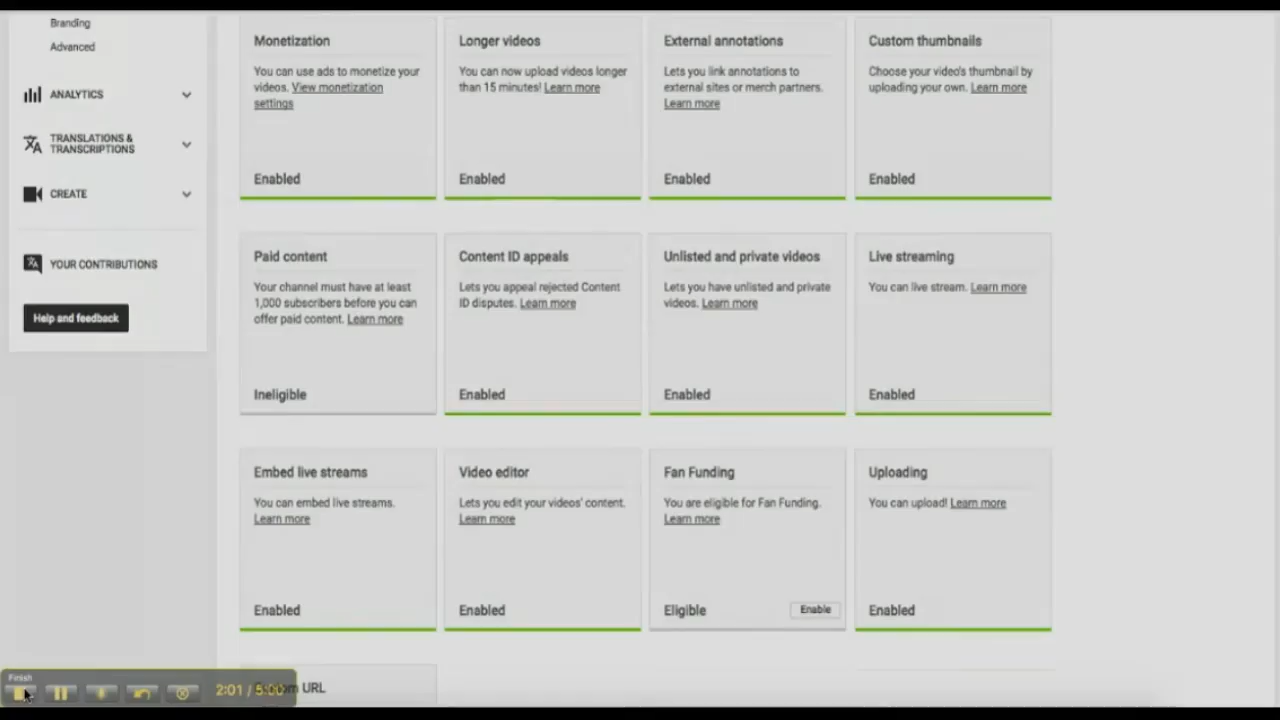 Branding
Advanced
ANALYTICS
TRANSLATIONS &
TRANSCRIPTIONS
CREATE
YOUR CONTRIBUTIONS
Help and feedback
Monetization
You can use ads to monetize your
videos. View monetization
settings
Enabled
Longer videos
You can now upload videos longer
than 15 minutes! Learn more
Enabled
External annotations
Lets you link annotations to
external sites or merch partners.
Learn more
Enabled
Custom thumbnails
Choose your video's thumbnail by
uploading your own. Learn more
Enabled
Paid content
Your channel must have at least
1,000 subscribers before you can
offer paid content. Learn more
Ineligible
Content ID appeals
Lets you appeal rejected Content
ID disputes. Learn more
Enabled
Unlisted and private videos
Lets you have unlisted and private
videos. Learn more
Enabled
Live streaming
You can live stream. Learn more
Enabled
Embed live streams
You can embed live streams.
Learn more
Enabled
Video editor
Lets you edit your videos' content.
Learn more
Enabled
Fan Funding
You are eligible for Fan Funding.
Learn more
Eligible
Enable
Uploading
You can upload! Learn more
Enabled
URL
Finish
2:01 /